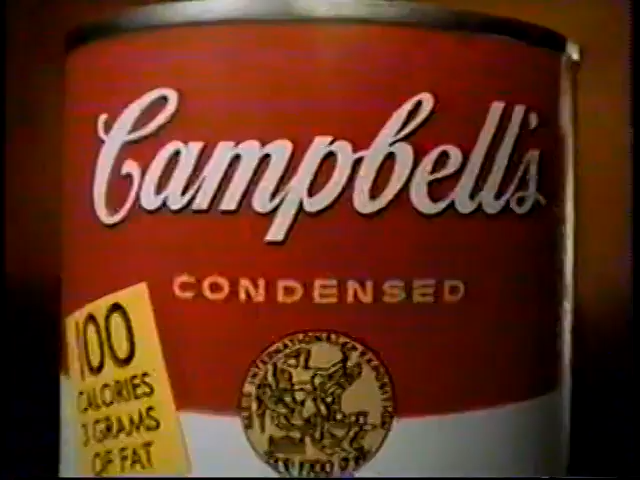 Campbell's
CONDENSED
100
CALORIES
3 GRAMS
OF FAT